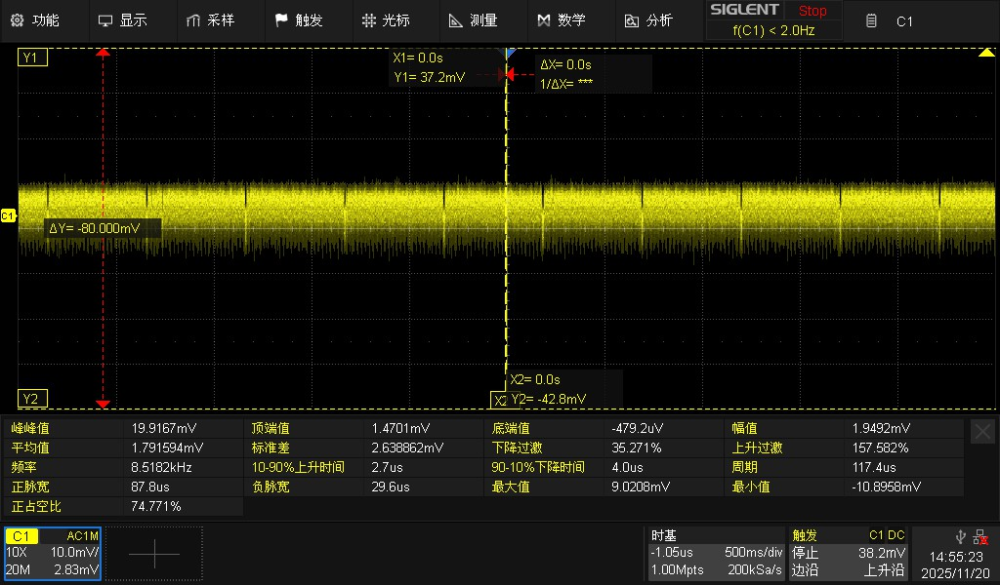 功能 显示 采样 触发 光标 测量 数学 分析 SIGLENT Stop C1
f(C1) < 2.0Hz
Y1 X1= 0.0s ΔX= 0.0s
Y1= 37.2mV 1/ΔX= ***
C1
ΔY= -80.000mV
X2= 0.0s
Y2 X2 Y2= -42.8mV
峰峰值 19.9167mV 顶端值 1.4701mV 底端值 -479.2uV 幅值 1.9492mV
平均值 1.791594mV 标准差 2.638862mV 下降过激 35.271% 上升过激 157.582%
频率 8.5182kHz 10-90%上升时间 2.7us 90-10%下降时间 4.0us 周期 117.4us
正脉宽 87.8us 负脉宽 29.6us 最大值 9.0208mV 最小值 -10.8958mV
正占空比 74.771%
C1 AC1M 时基 触发 C1 DC
10X 10.0mV/ -1.05us 500ms/div 停止 38.2mV
20M 2.83mV 1.00Mpts 200kSa/s 边沿 上升沿
14:55:23
2025/11/20